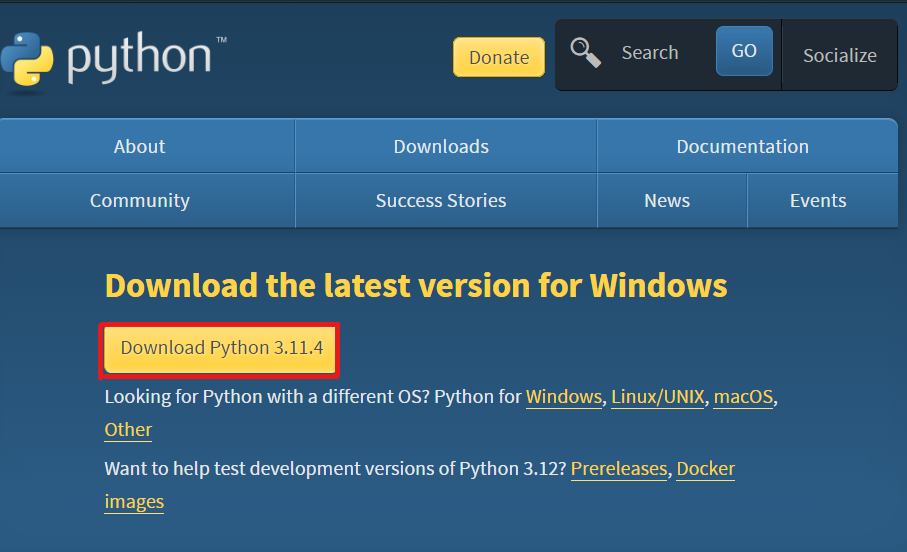 python™
Donate
Search
GO
Socialize
About
Downloads
Documentation
Community
Success Stories
News
Events
Download the latest version for Windows
Download Python 3.11.4
Looking for Python with a different OS? Python for Windows, Linux/UNIX, macOS,
Other
Want to help test development versions of Python 3.12? Prereleases, Docker
images